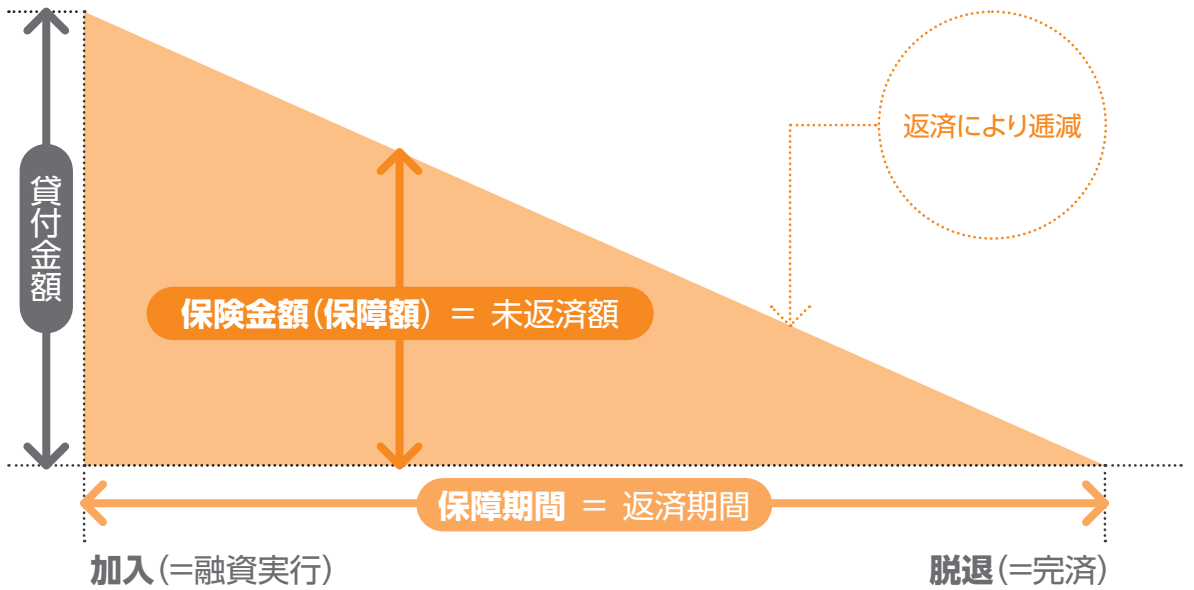 返済により逓減
貸付金額
保険金額(保障額) = 未返済額
保障期間 = 返済期間
加入(=融資実行)
脱退(=完済)